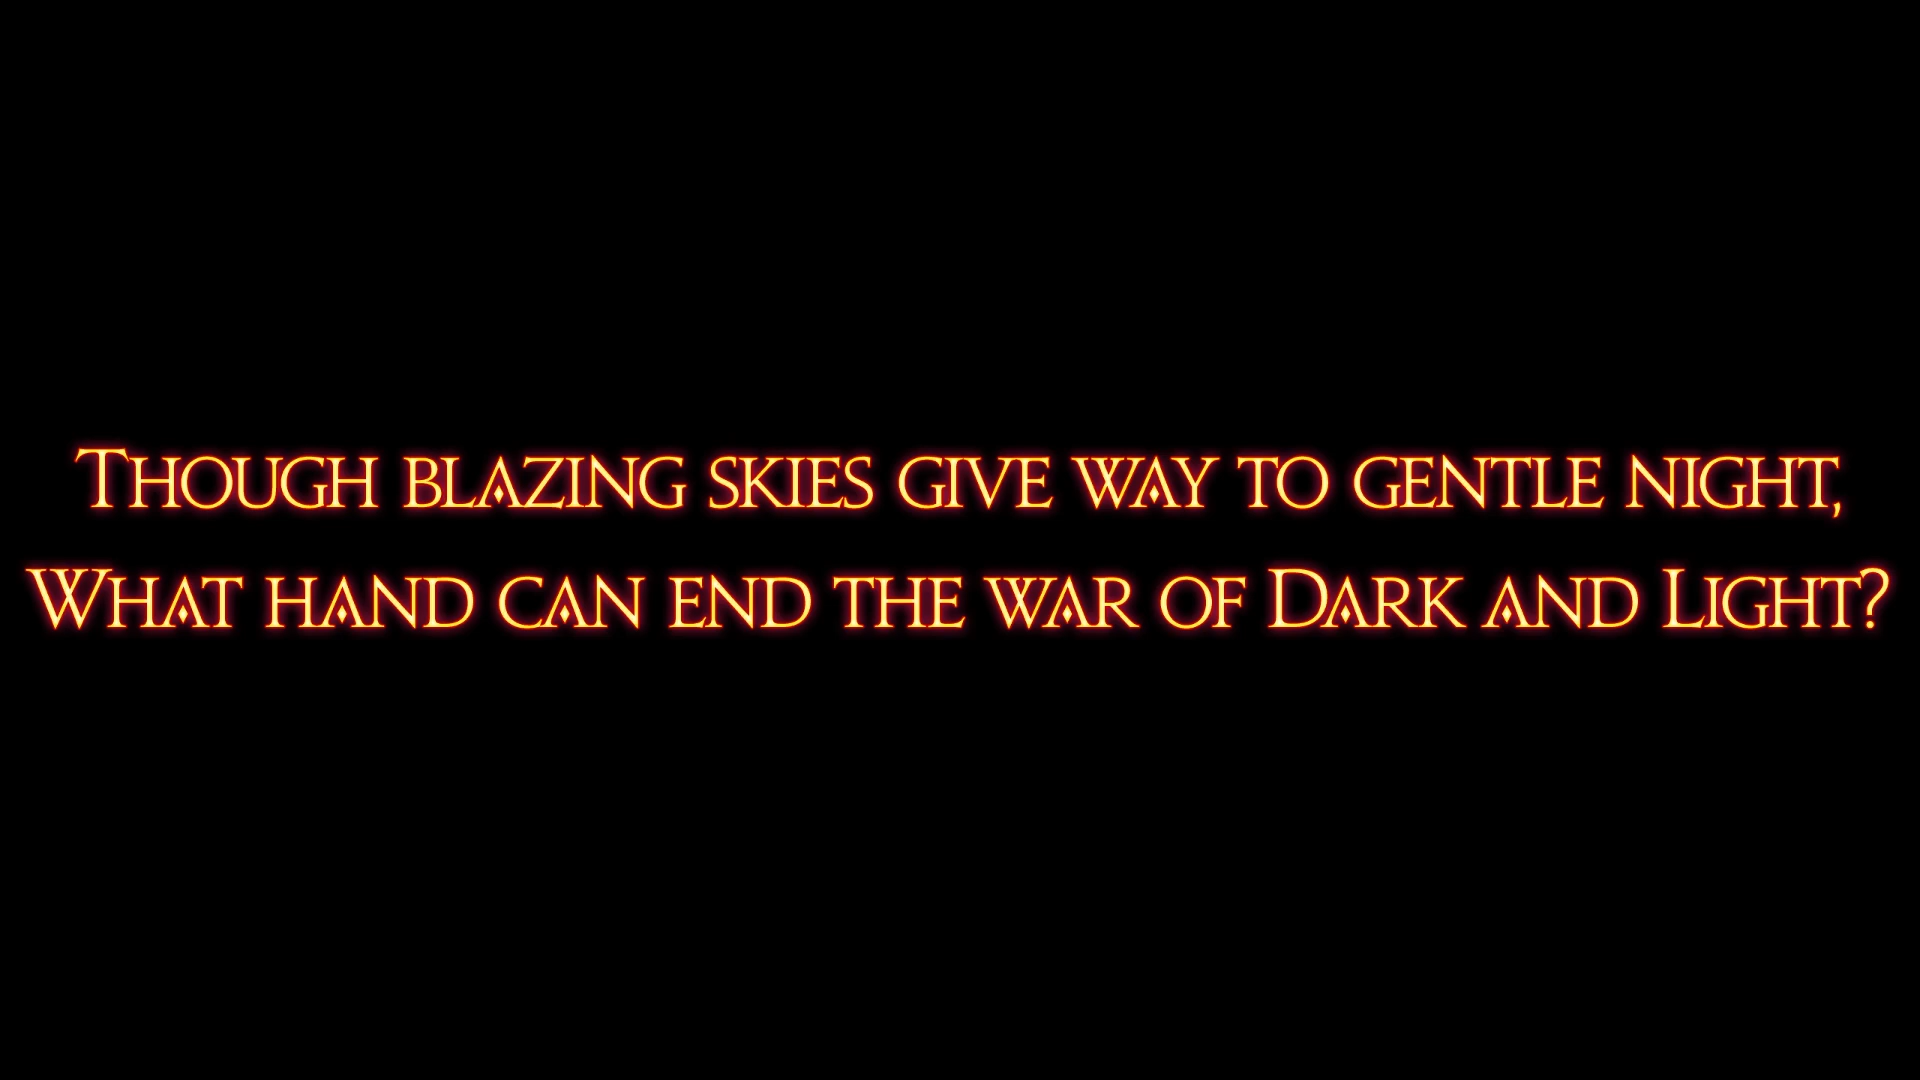 Though blazing skies give way to gentle night,
What hand can end the war of Dark and Light?